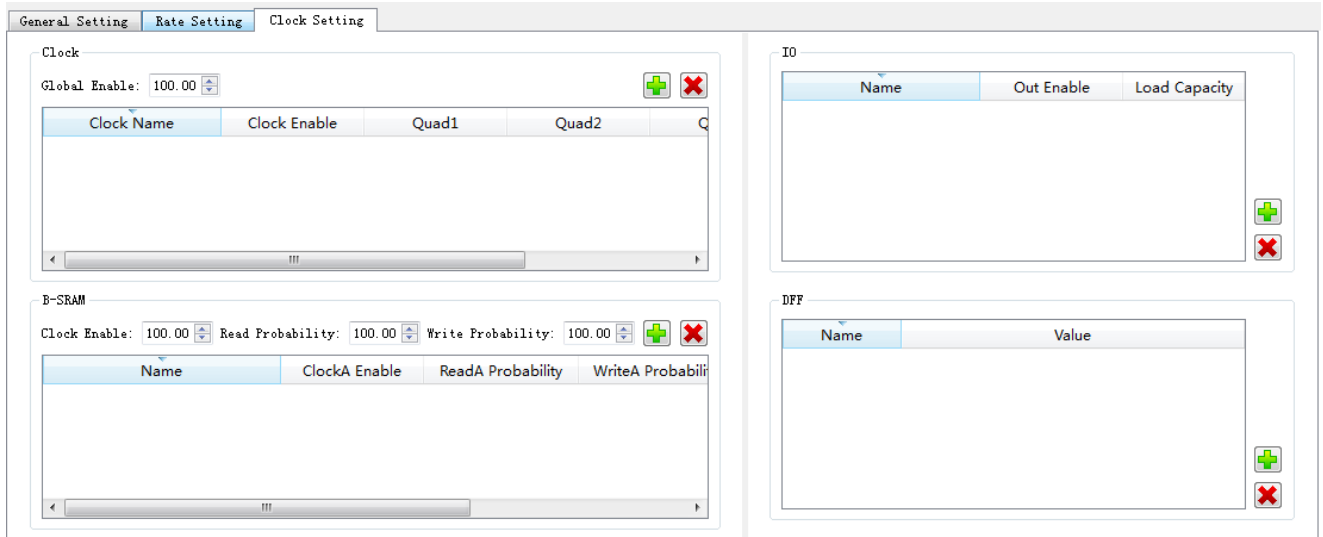 General Setting Rate Setting Clock Setting
Clock
Global Enable: 100.00
Clock Name Clock Enable Quad1 Quad2 Q
B-SRAM
Clock Enable: 100.00 Read Probability: 100.00 Write Probability: 100.00
Name ClockA Enable ReadA Probability WriteA Probabili
IO
Name Out Enable Load Capacity
DFF
Name Value